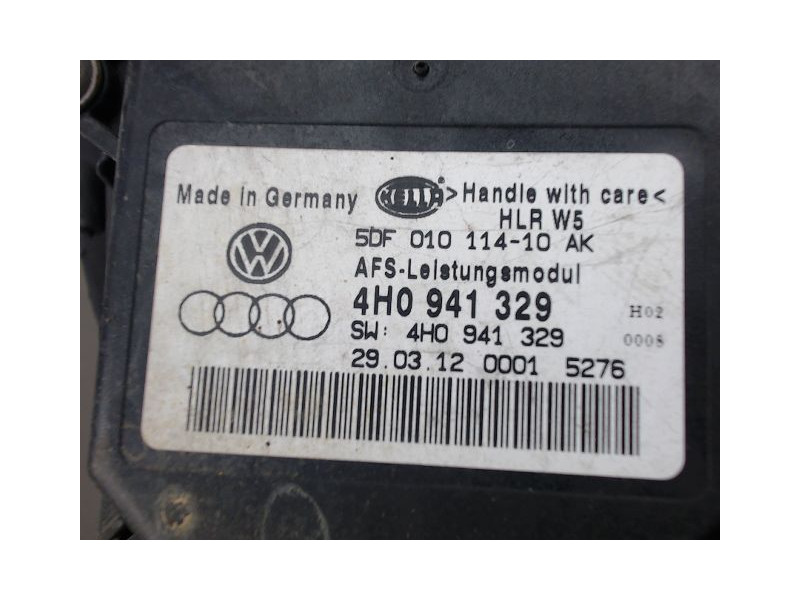 Made in Germany HELLA ® >Handle with care<
HLR W5
5DF 010 114-10 AK
AFS-Leistungsmodul
4H0 941 329 H02
SW: 4H0 941 329 0008
29.03.12 0001 5276